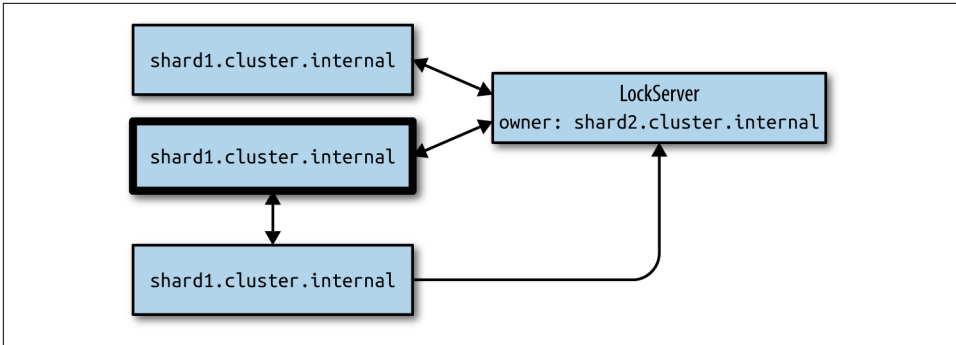 shard1.cluster.internal
LockServer
owner: shard2.cluster.internal
shard1.cluster.internal
shard1.cluster.internal